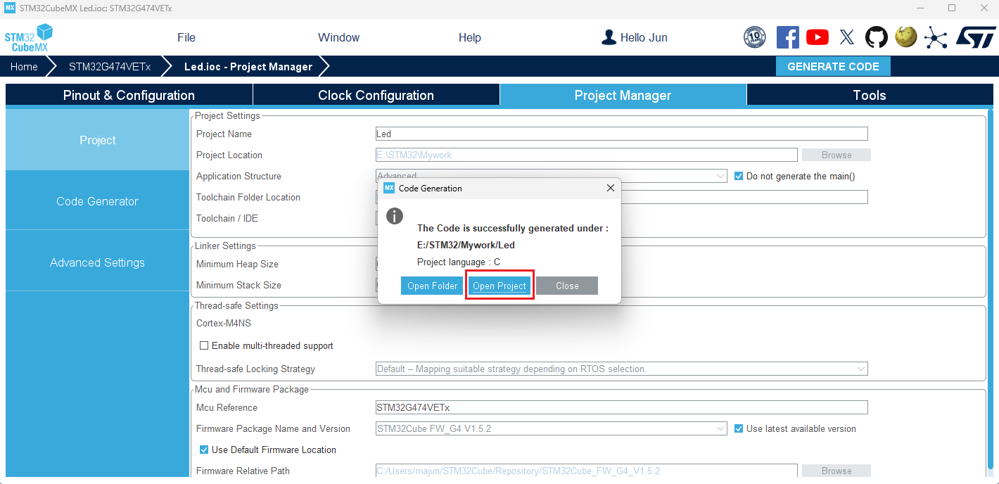 MX STM32CubeMX Led.ioc: STM32G474VETx
STM32 CubeMX
File Window Help Hello Jun
10
Home STM32G474VETx Led.ioc - Project Manager GENERATE CODE
Pinout & Configuration Clock Configuration Project Manager Tools
Project
Code Generator
Advanced Settings
Project Settings
Project Name Led
Project Location E:\STM32\Mywork Browse
Application Structure Advanced Do not generate the main()
Toolchain Folder Location
Toolchain / IDE
Linker Settings
Minimum Heap Size
Minimum Stack Size
MX Code Generation
The Code is successfully generated under :
E:/STM32/Mywork/Led
Project language : C
Open Folder Open Project Close
Thread-safe Settings
Cortex-M4NS
Enable multi-threaded support
Thread-safe Locking Strategy Default – Mapping suitable strategy depending on RTOS selection.
Mcu and Firmware Package
Mcu Reference STM32G474VETx
Firmware Package Name and Version STM32Cube FW_G4 V1.5.2 Use latest available version
Use Default Firmware Location
Firmware Relative Path C:/Users/majun/STM32Cube/Repository/STM32Cube_FW_G4_V1.5.2 Browse